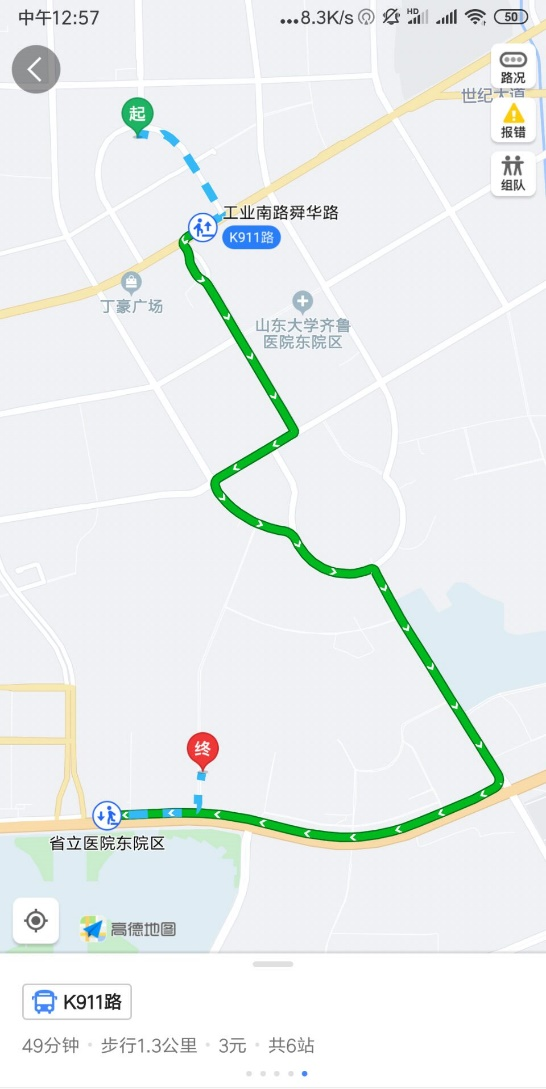 中午12:57
...8.3K/s
HD
50
路况
世纪大道
报错
起
组队
工业南路舜华路
K911路
丁豪广场
山东大学齐鲁
医院东院区
终
省立医院东院区
高德地图
K911路
49分钟 · 步行1.3公里 · 3元 · 共6站